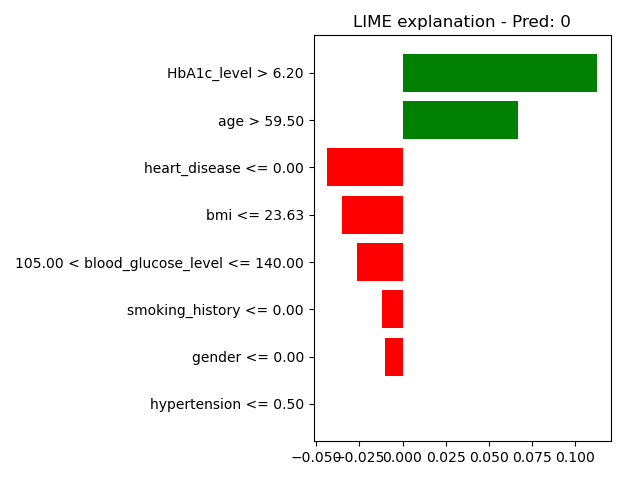 LIME explanation - Pred: 0
HbA1c_level > 6.20
age > 59.50
heart_disease <= 0.00
bmi <= 23.63
105.00 < blood_glucose_level <= 140.00
smoking_history <= 0.00
gender <= 0.00
hypertension <= 0.50
−0.050 −0.025 0.000 0.025 0.050 0.075 0.100